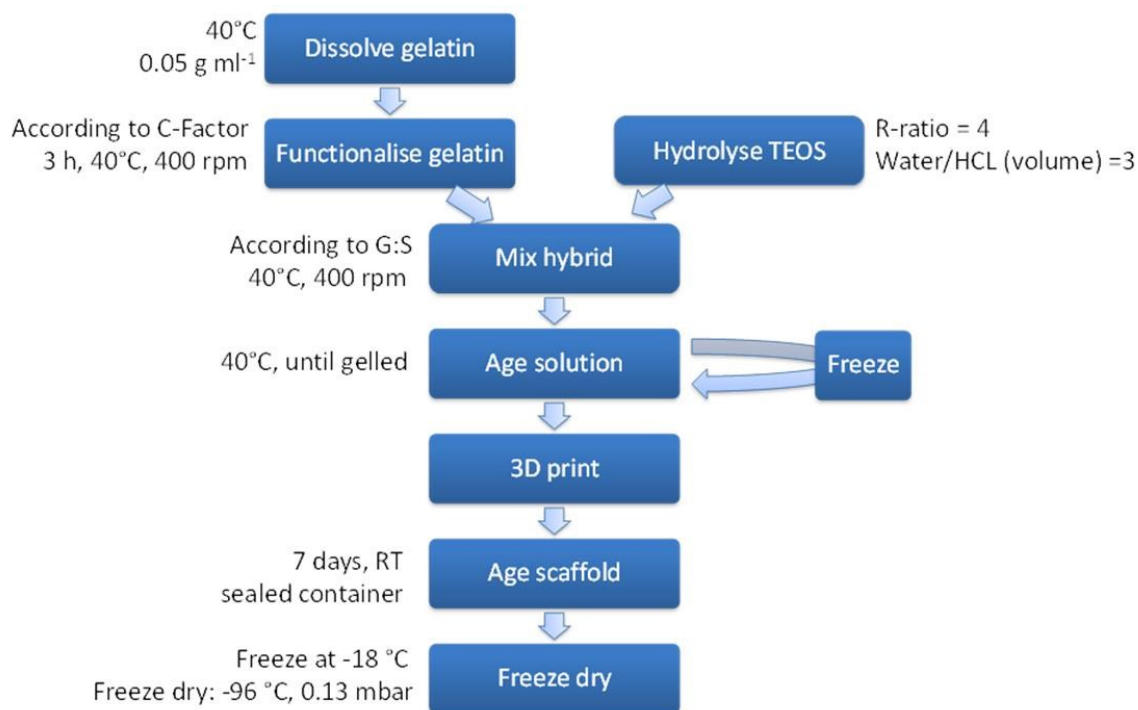 40°C
0.05 g ml-1
Dissolve gelatin
According to C-Factor
3 h, 40°C, 400 rpm
Functionalise gelatin
Hydrolyse TEOS
R-ratio = 4
Water/HCL (volume) =3
According to G:S
40°C, 400 rpm
Mix hybrid
40°C, until gelled
Age solution
Freeze
3D print
7 days, RT
sealed container
Age scaffold
Freeze at -18 °C
Freeze dry: -96 °C, 0.13 mbar
Freeze dry